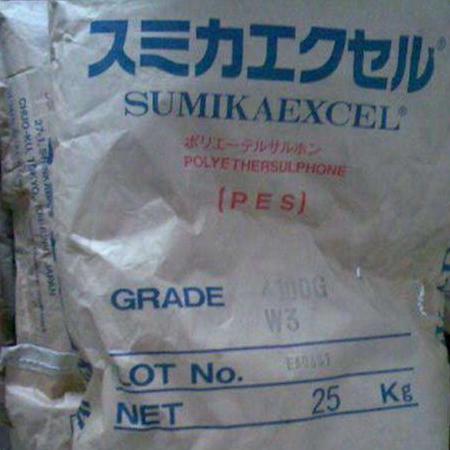 スミカエクセル®
SUMIKAEXCEL®
ポリエーテルサルホン
POLYETHERSULPHONE
(PES)
GRADE 4100G
W3
LOT No.
NET 25 Kg